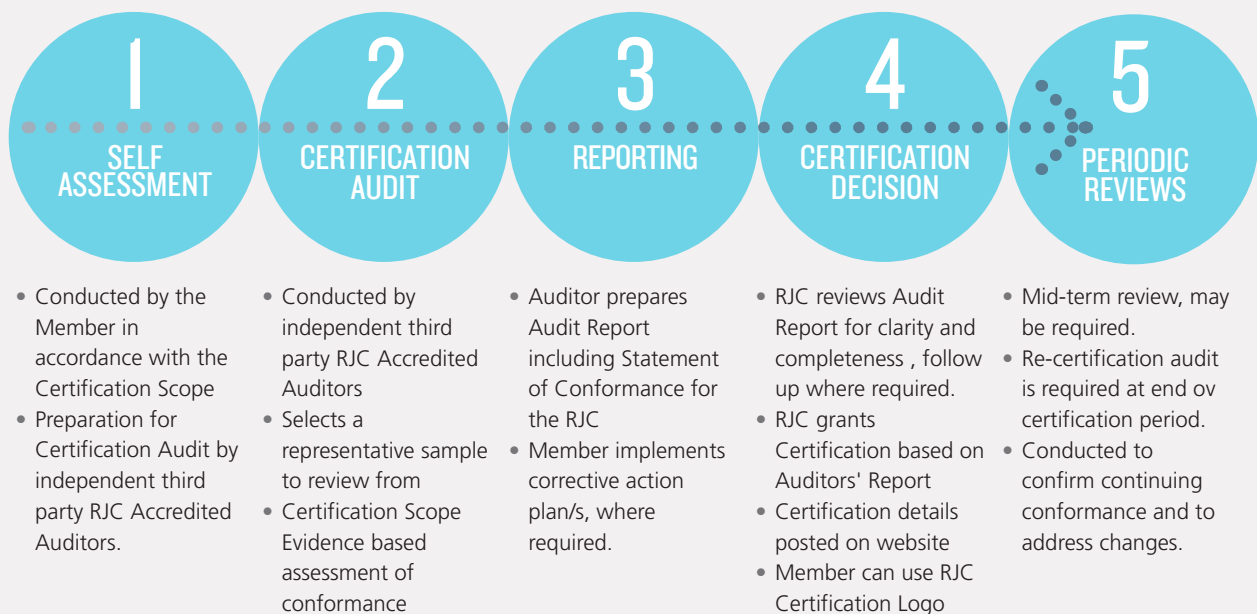 1
SELF
ASSESSMENT
• Conducted by the
Member in
accordance with the
Certification Scope
• Preparation for
Certification Audit by
independent third
party RJC Accredited
Auditors.
2
CERTIFICATION
AUDIT
• Conducted by
independent third
party RJC Accredited
Auditors
• Selects a
representative sample
to review from
• Certification Scope
Evidence based
assessment of
conformance
3
REPORTING
• Auditor prepares
Audit Report
including Statement
of Conformance for
the RJC
• Member implements
corrective action
plan/s, where
required.
4
CERTIFICATION
DECISION
• RJC reviews Audit
Report for clarity and
completeness , follow
up where required.
• RJC grants
Certification based on
Auditors' Report
• Certification details
posted on website
• Member can use RJC
Certification Logo
5
PERIODIC
REVIEWS
• Mid-term review, may
be required.
• Re-certification audit
is required at end ov
certification period.
• Conducted to
confirm continuing
conformance and to
address changes.